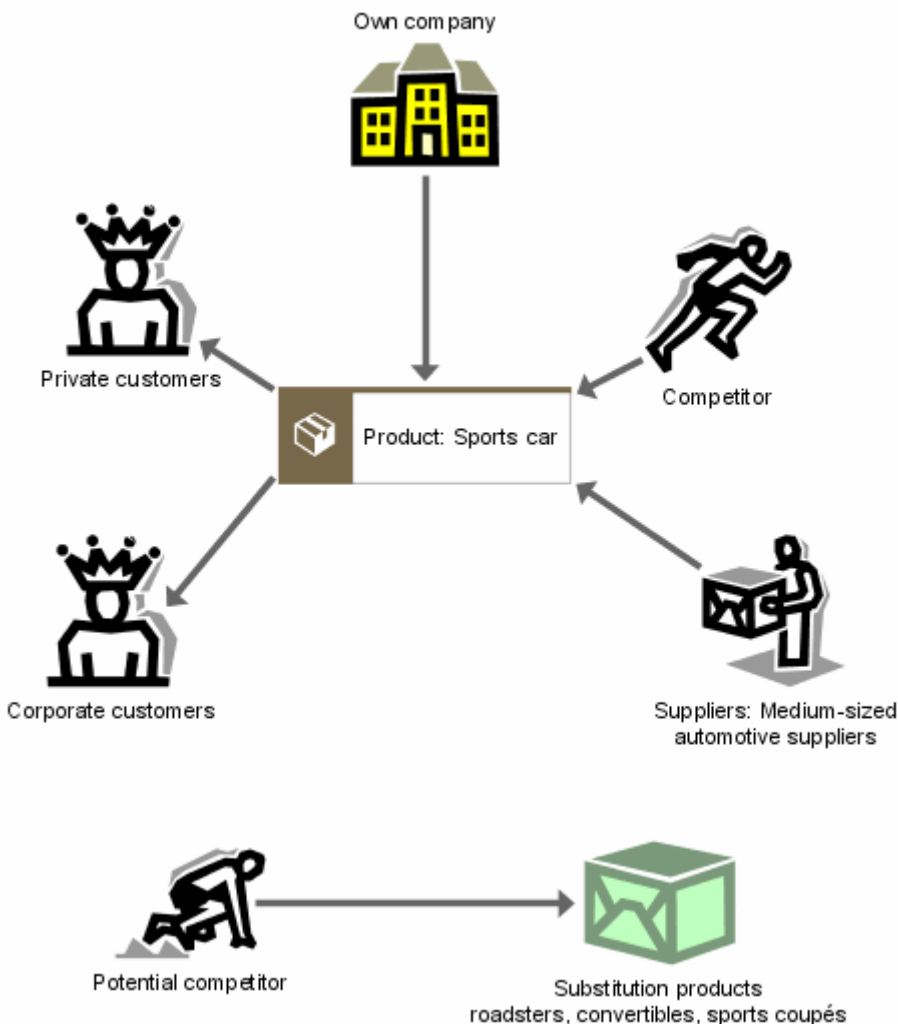 Own company
Private customers
Competitor
Product: Sports car
Corporate customers
Suppliers: Medium-sized
automotive suppliers
Potential competitor
Substitution products
roadsters, convertibles, sports coupés